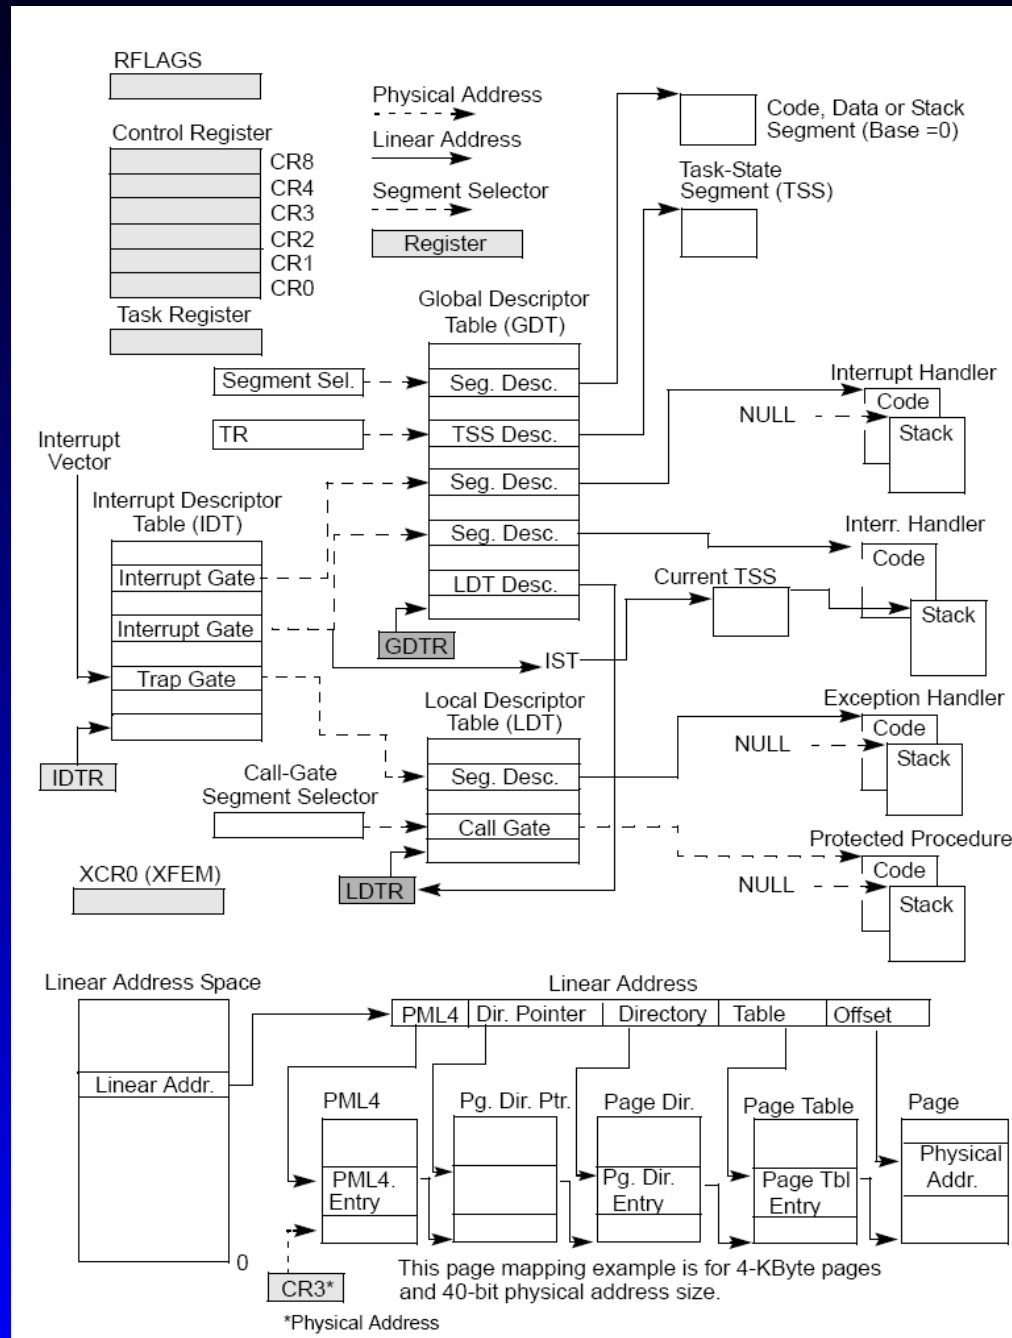 RFLAGS
Physical Address
Code, Data or Stack
Segment (Base =0)
Control Register
Linear Address
CR8
CR4
CR3
CR2
CR1
CR0
Task-State
Segment (TSS)
Segment Selector
Register
Task Register
Global Descriptor
Table (GDT)
Segment Sel.
Seg. Desc.
Interrupt Handler
Code
NULL
Stack
TR
TSS Desc.
Interrupt
Vector
Seg. Desc.
Interrupt Descriptor
Table (IDT)
Seg. Desc.
Interr. Handler
Code
Interrupt Gate
LDT Desc.
Current TSS
Stack
Interrupt Gate
GDTR
IST
Trap Gate
Local Descriptor
Table (LDT)
Exception Handler
Code
NULL
Stack
IDTR
Call-Gate
Segment Selector
Seg. Desc.
Call Gate
Protected Procedure
Code
NULL
Stack
XCR0 (XFEM)
LDTR
Linear Address Space
Linear Address
PML4
Dir. Pointer
Directory
Table
Offset
Linear Addr.
PML4
Pg. Dir. Ptr.
Page Dir.
Page Table
Page
Physical
Addr.
PML4.
Entry
Pg. Dir.
Entry
Page Tbl
Entry
0
CR3*
This page mapping example is for 4-KByte pages
and 40-bit physical address size.
*Physical Address